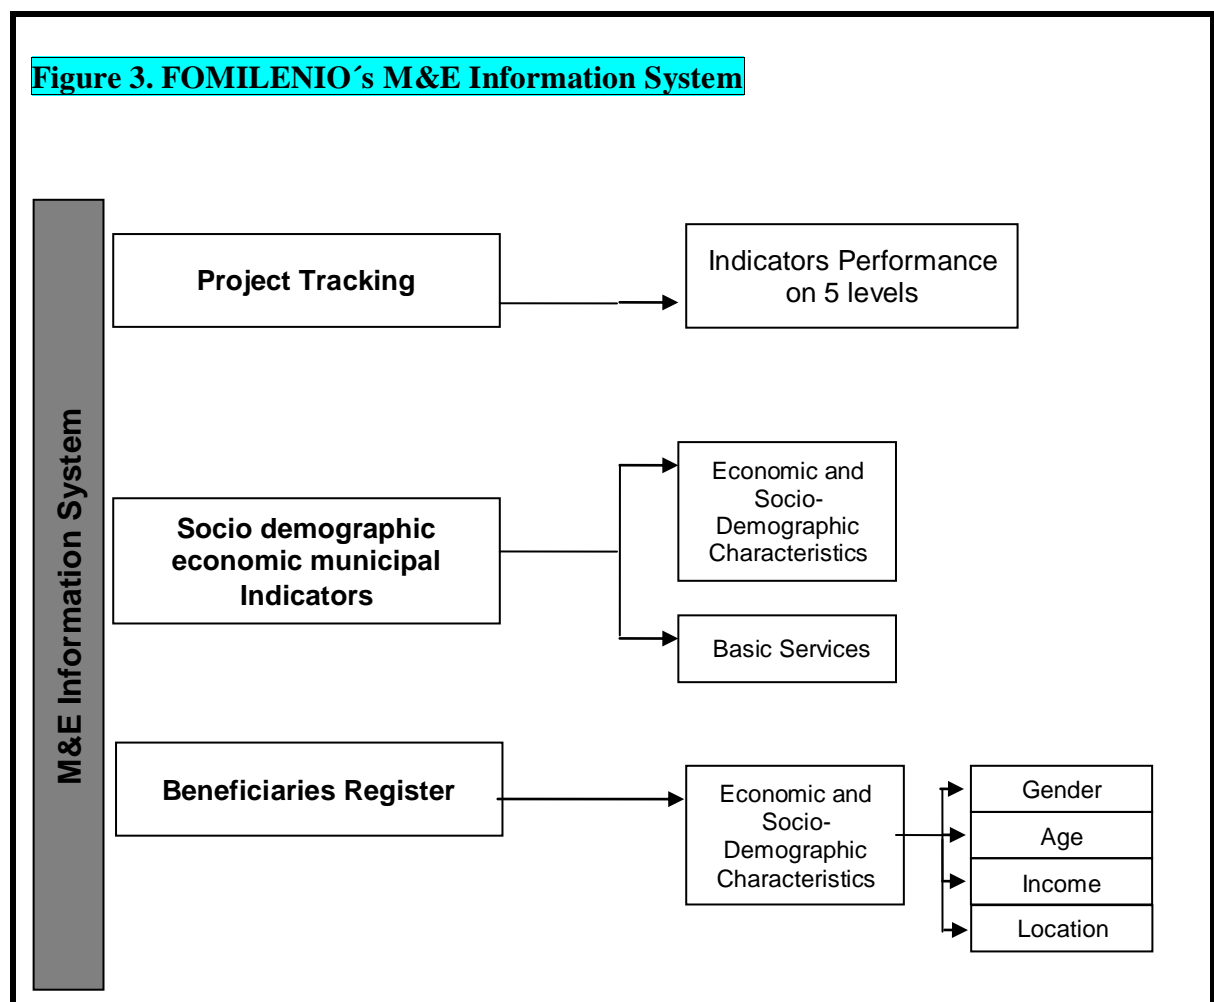 Figure 3. FOMILENIO´s M&E Information System
M&E Information System
Project Tracking
Indicators Performance
on 5 levels
Socio demographic
economic municipal
Indicators
Economic and
Socio-
Demographic
Characteristics
Basic Services
Beneficiaries Register
Economic and
Socio-
Demographic
Characteristics
Gender
Age
Income
Location